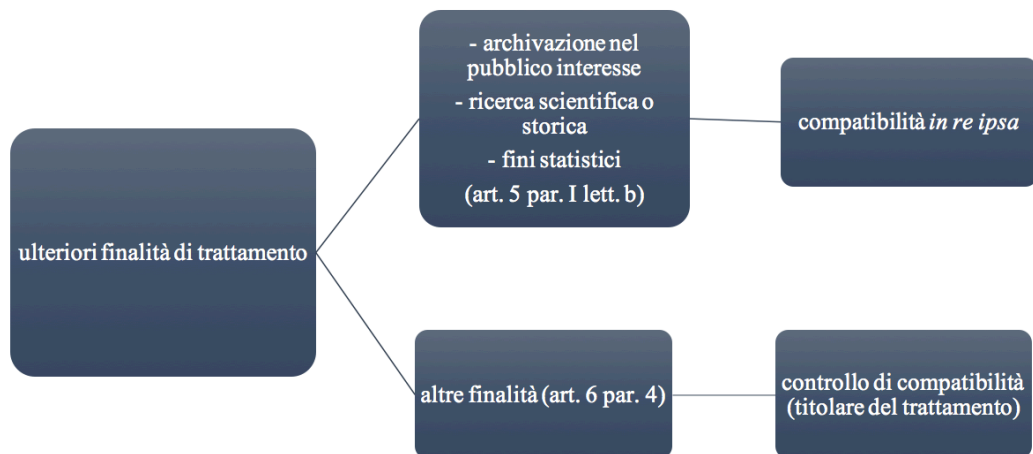 ulteriori finalità di trattamento
- archivazione nel
pubblico interesse
- ricerca scientifica o
storica
- fini statistici
(art. 5 par. I lett. b)
compatibilità in re ipsa
altre finalità (art. 6 par. 4)
controllo di compatibilità
(titolare del trattamento)